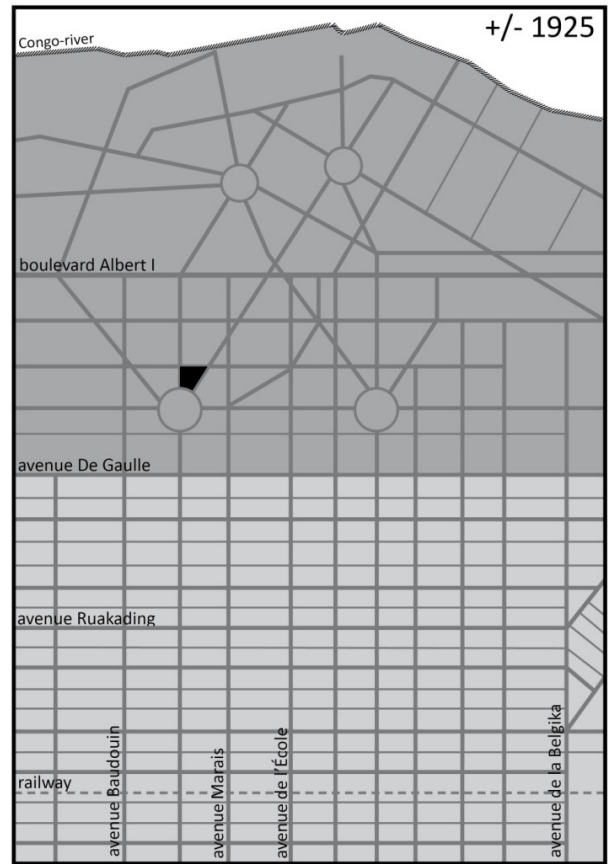 +/- 1925
Congo-river
boulevard Albert I
avenue De Gaulle
avenue Ruakading
railway
avenue Baudouin
avenue Marais
avenue de l'École
avenue de la Belgika